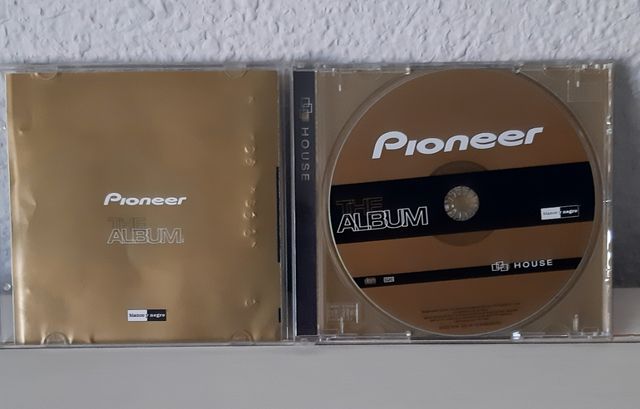 Pioneer
THE
ALBUM
blanco y negro
HOUSE
Pioneer
THE
ALBUM
blanco y negro
HOUSE